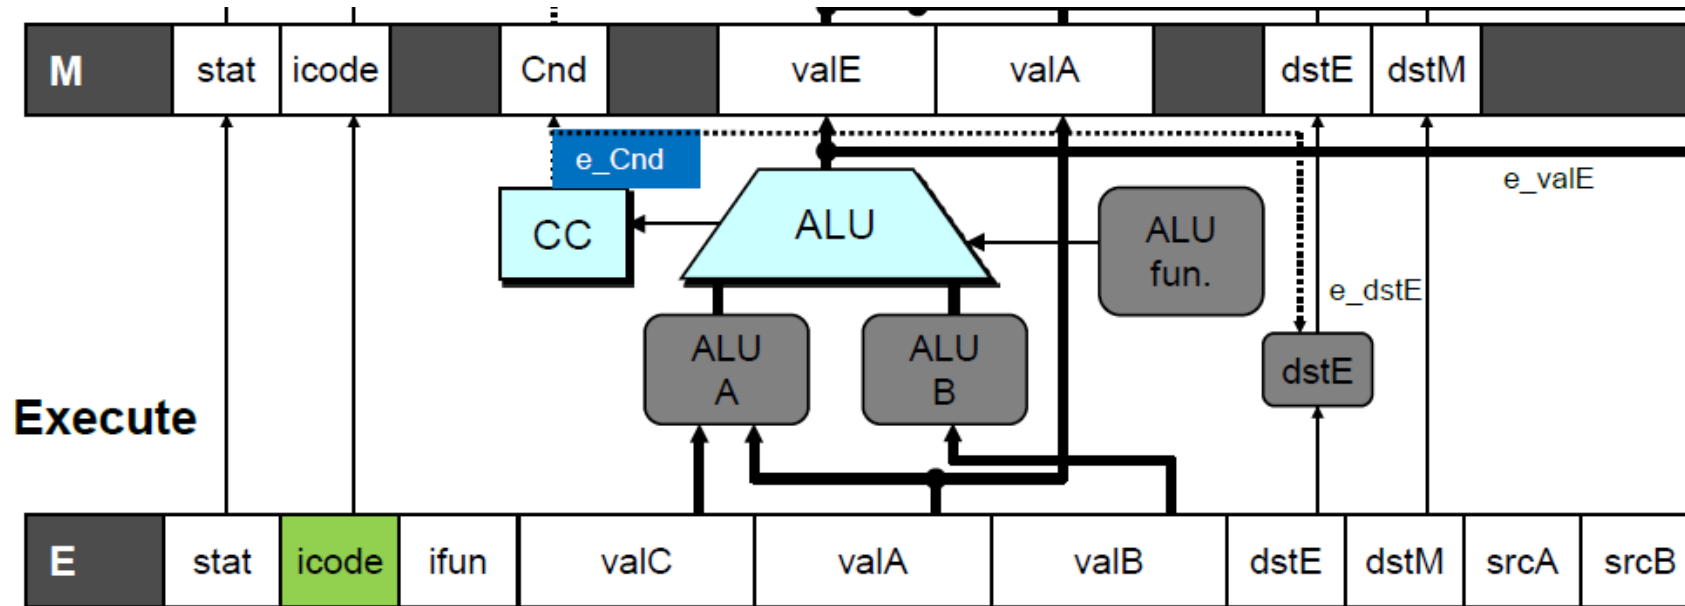 M stat icode Cnd valE valA dstE dstM
e_Cnd
e_valE
CC
ALU
ALU
fun.
e_dstE
ALU
A
ALU
B
dstE
Execute
E stat icode ifun valC valA valB dstE dstM srcA srcB